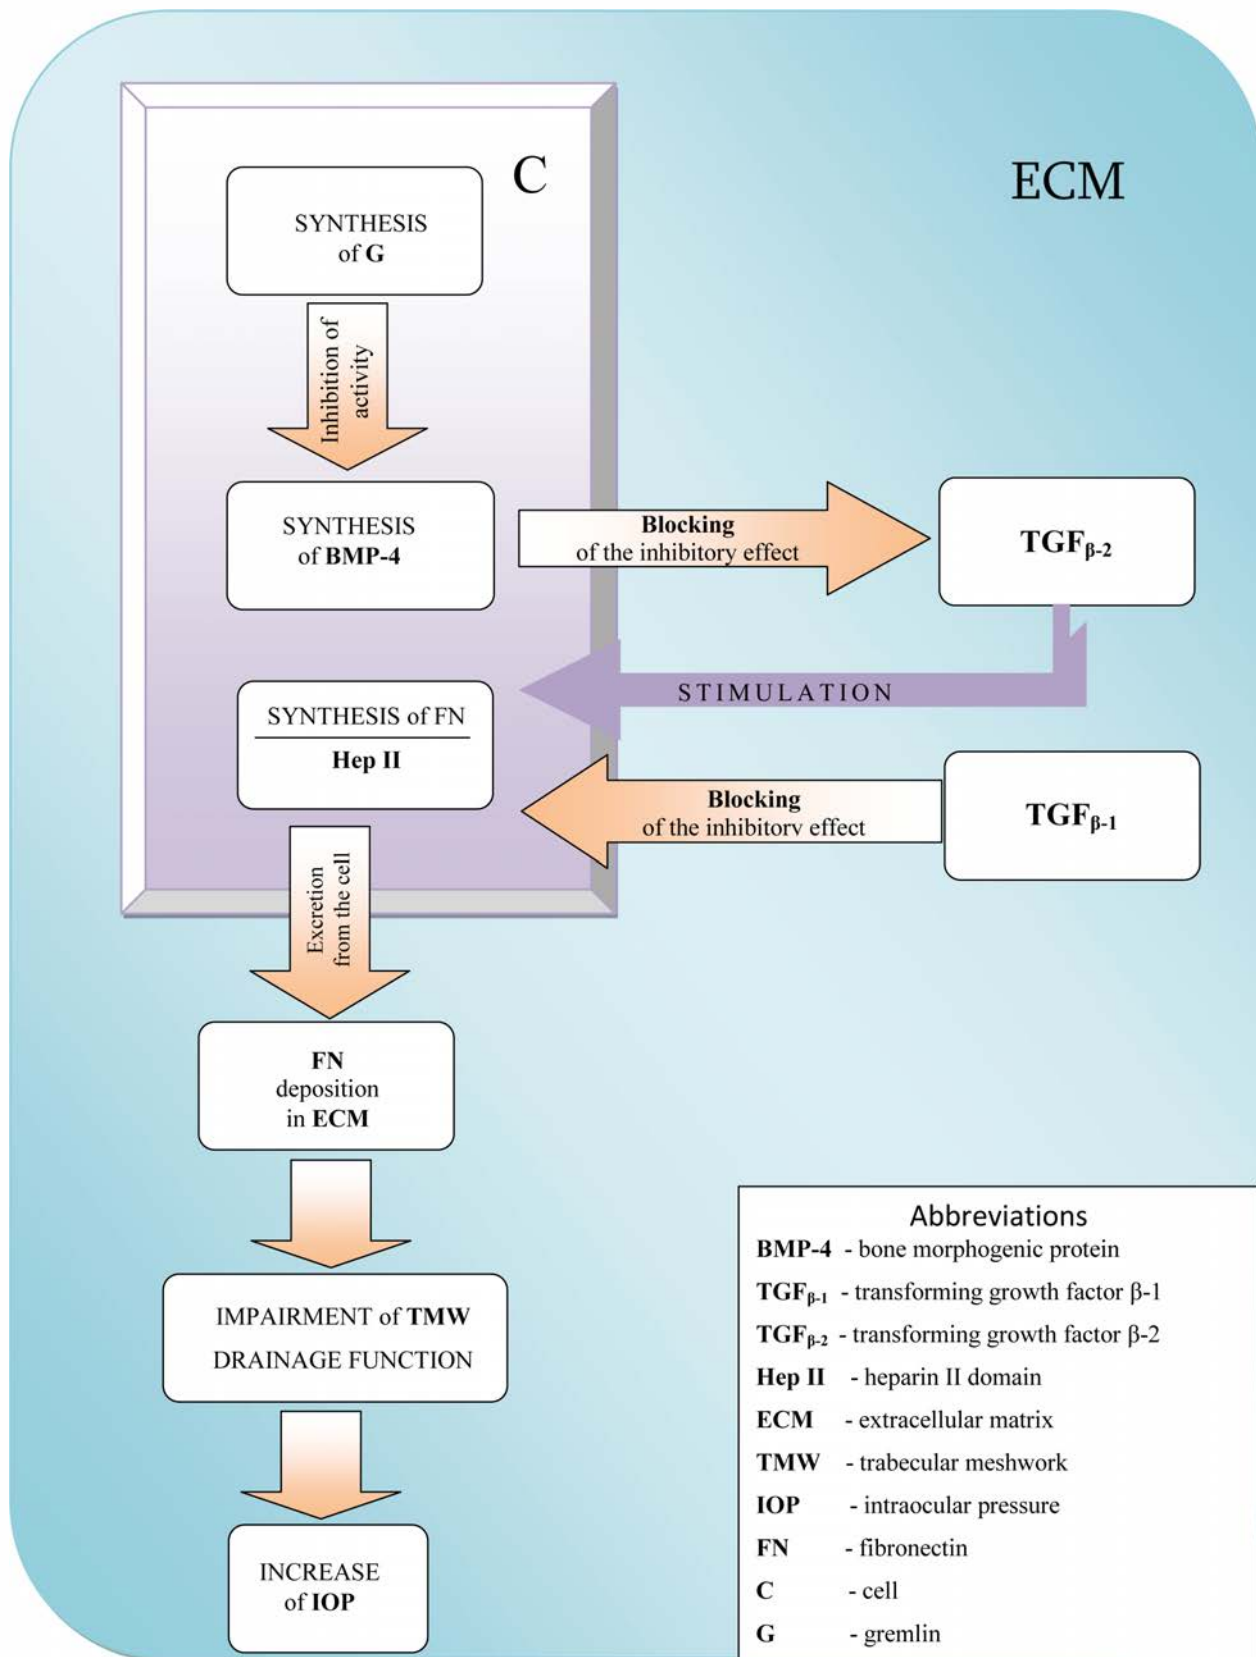 C
ECM
SYNTHESIS
of G
Inhibition of
activity
SYNTHESIS
of BMP-4
Blocking
of the inhibitory effect
TGFβ-2
STIMULATION
SYNTHESIS of FN
Hep II
Blocking
of the inhibitory effect
TGFβ-1
Excretion
from the cell
FN
deposition
in ECM
IMPAIRMENT of TMW
DRAINAGE FUNCTION
INCREASE
of IOP
Abbreviations
BMP-4 - bone morphogenic protein
TGFβ-1 - transforming growth factor β-1
TGFβ-2 - transforming growth factor β-2
Hep II - heparin II domain
ECM - extracellular matrix
TMW - trabecular meshwork
IOP - intraocular pressure
FN - fibronectin
C - cell
G - gremlin